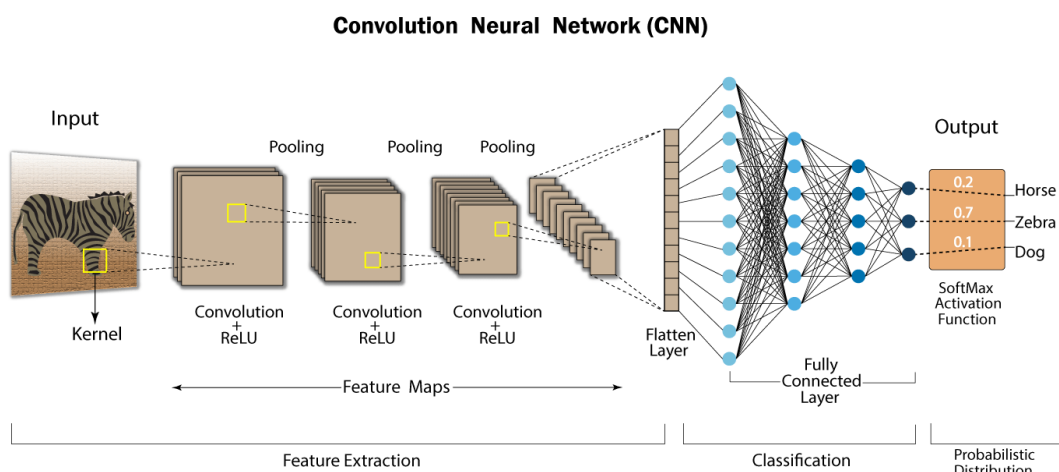 Convolution Neural Network (CNN)
Input
Kernel
Pooling
Pooling
Pooling
Convolution
+
ReLU
Convolution
+
ReLU
Convolution
+
ReLU
Feature Maps
Flatten
Layer
Fully
Connected
Layer
Output
0.2
Horse
0.7
Zebra
0.1
Dog
SoftMax
Activation
Function
Feature Extraction
Classification
Probabilistic
Distribution